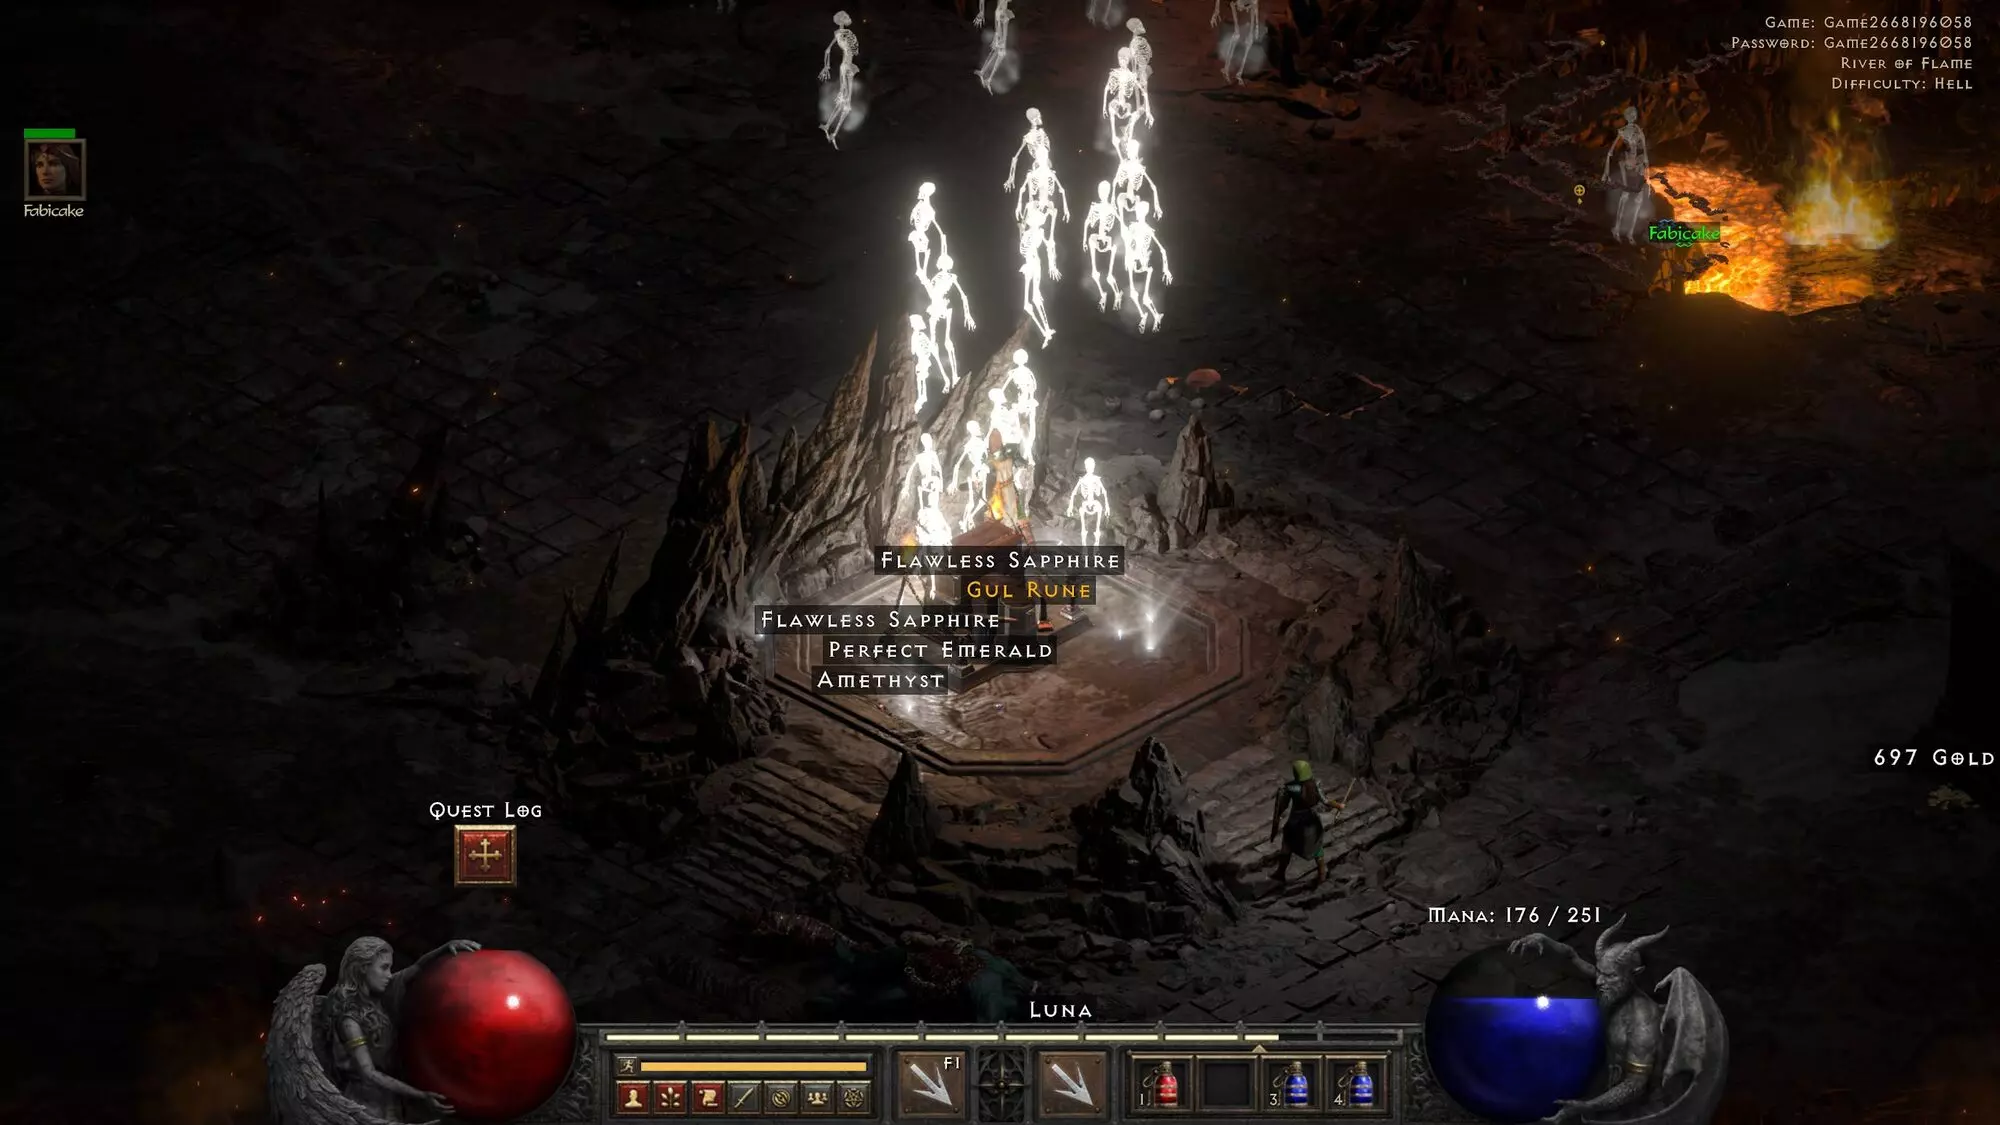 Game: Game2668196058
Password: Game2668196058
River of Flame
Difficulty: Hell
Fabicake
Fabicake
Flawless Sapphire
Gul Rune
Flawless Sapphire
Perfect Emerald
Amethyst
697 Gold
Quest Log
Mana: 176 / 251
Luna
F1
1
3
4